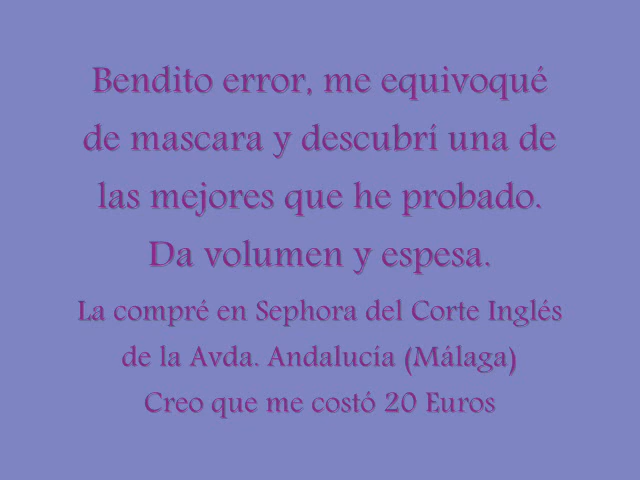 Bendito error, me equivoqué
de mascara y descubrí una de
las mejores que he probado.
Da volumen y espesa.
La compré en Sephora del Corte Inglés
de la Avda. Andalucía (Málaga)
Creo que me costó 20 Euros